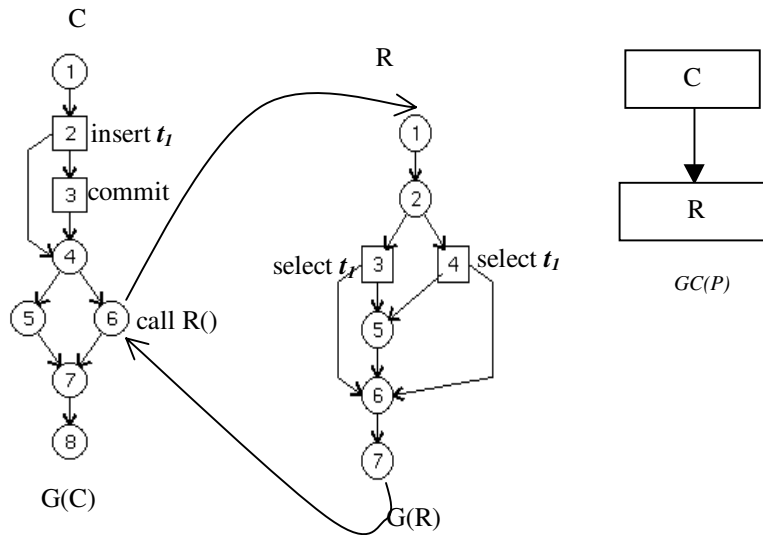 C
1
2 insert t1
3 commit
4
5
6 call R()
7
8
G(C)
R
1
2
select t1 3
4 select t1
5
6
7
G(R)
C
R
GC(P)